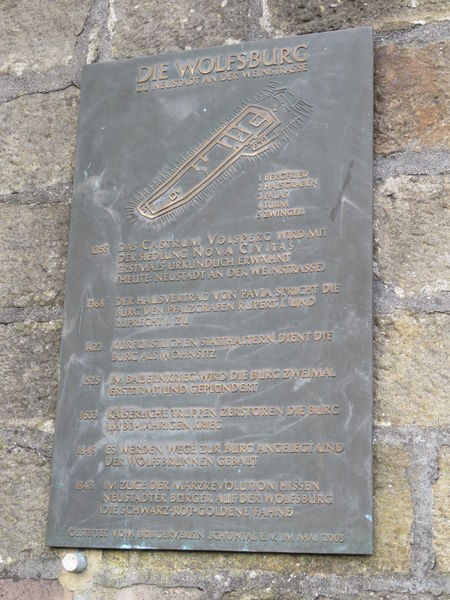 DIE WOLFSBURG
ZU NEUSTADT AN DER WEINSTRASSE
1 BERGFRIED
2 HALSGRABEN
3 PALAS
4 TURM
5 ZWINGER
1255 DAS CASTRUM VOLSPERG WIRD MIT
DER SIEDLUNG NOVA CIVITAS
ERSTMALS URKUNDLICH ERWÄHNT
(HEUTE: NEUSTADT AN DER WEINSTRASSE)
DER HAUSVERTRAG VON PAVIA SPRICHT DIE
BURG DEN PFALZGRAFEN RUPERT I. UND
RUPRECHT I. ZU
1423 KURFÜRSTLICHEN STATTHALTERN DIENT DIE
BURG ALS WOHNSITZ
1525 IM BAUERNKRIEG WIRD DIE BURG ZWEIMAL
ERSTÜRMT UND GEPLÜNDERT
KAISERLICHE TRUPPEN ZERSTÖREN DIE BURG
IM 30-JÄHRIGEN KRIEG
ES WERDEN WEGE ZUR BURG ANGELEGT UND
DER WOLFSBRUNNEN GEBAUT
1848 IM ZUGE DER MÄRZREVOLUTION HISSEN
NEUSTADTER BÜRGER AUF DER WOLFSBURG
DIE SCHWARZ-ROT-GOLDENE FAHNE
GESTIFTET VOM BÜRGERVEREIN SCHÖNTAL E.V. IM MAI 2005